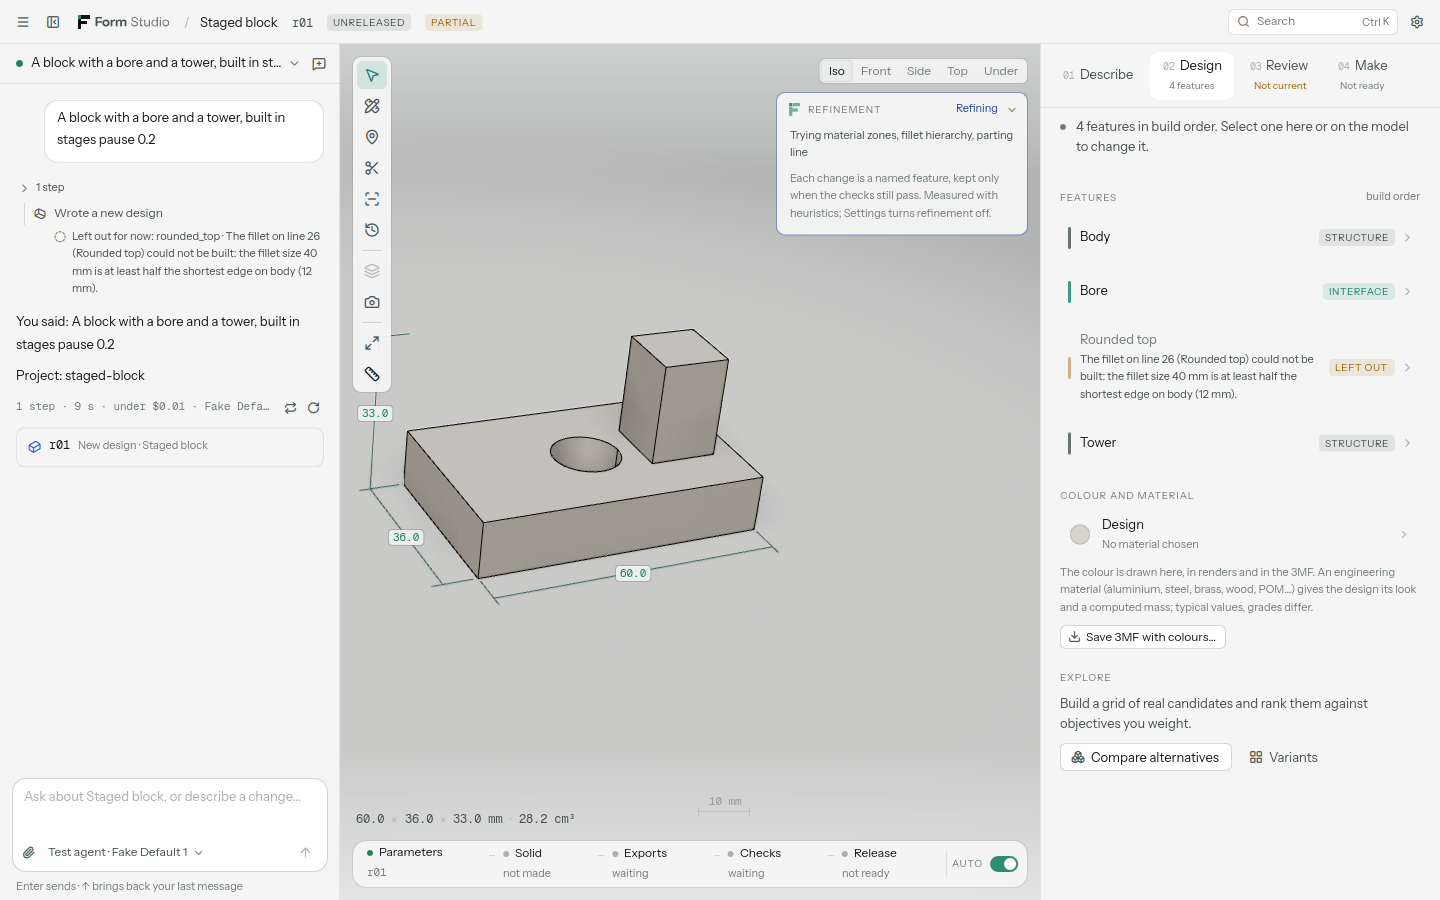 Form Studio / Staged block r01 UNRELEASED PARTIAL
Search Ctrl K
A block with a bore and a tower, built in st...
A block with a bore and a tower, built in
stages pause 0.2
1 step
Wrote a new design
Left out for now: rounded_top · The fillet on line 26
(Rounded top) could not be built: the fillet size 40
mm is at least half the shortest edge on body (12
mm).
You said: A block with a bore and a tower, built in
stages pause 0.2
Project: staged-block
1 step · 9 s · under $0.01 · Fake Defa…
r01 New design · Staged block
Ask about Staged block, or describe a change...
Test agent · Fake Default 1
Enter sends · ↑ brings back your last message
Iso Front Side Top Under
REFINEMENT Refining
Trying material zones, fillet hierarchy, parting
line
Each change is a named feature, kept only
when the checks still pass. Measured with
heuristics; Settings turns refinement off.
33.0
36.0
60.0
10 mm
60.0 × 36.0 × 33.0 mm · 28.2 cm³
Parameters
r01
Solid
not made
Exports
waiting
Checks
waiting
Release
not ready
AUTO
01 Describe
02 Design
4 features
03 Review
Not current
04 Make
Not ready
4 features in build order. Select one here or on the model
to change it.
FEATURES build order
Body STRUCTURE
Bore INTERFACE
Rounded top
The fillet on line 26 (Rounded top) could not be
built: the fillet size 40 mm is at least half the
shortest edge on body (12 mm).
LEFT OUT
Tower STRUCTURE
COLOUR AND MATERIAL
Design
No material chosen
The colour is drawn here, in renders and in the 3MF. An engineering
material (aluminium, steel, brass, wood, POM...) gives the design its look
and a computed mass; typical values, grades differ.
Save 3MF with colours...
EXPLORE
Build a grid of real candidates and rank them against
objectives you weight.
Compare alternatives Variants